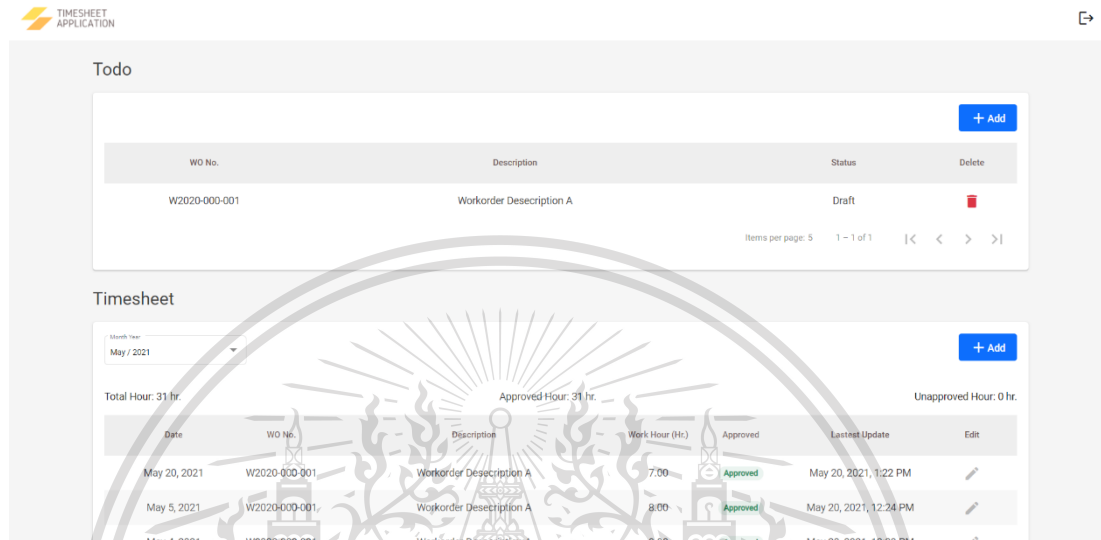 TIMESHEET
APPLICATION
Todo
+ Add
WO No. Description Status Delete
W2020-000-001 Workorder Desecription A Draft
Items per page: 5 1 – 1 of 1
Timesheet
Month Year
May / 2021
+ Add
Total Hour: 31 hr. Approved Hour: 31 hr. Unapproved Hour: 0 hr.
Date WO No. Description Work Hour (Hr.) Approved Lastest Update Edit
May 20, 2021 W2020-000-001 Workorder Desecription A 7.00 Approved May 20, 2021, 1:22 PM
May 5, 2021 W2020-000-001 Workorder Desecription A 8.00 Approved May 20, 2021, 12:24 PM